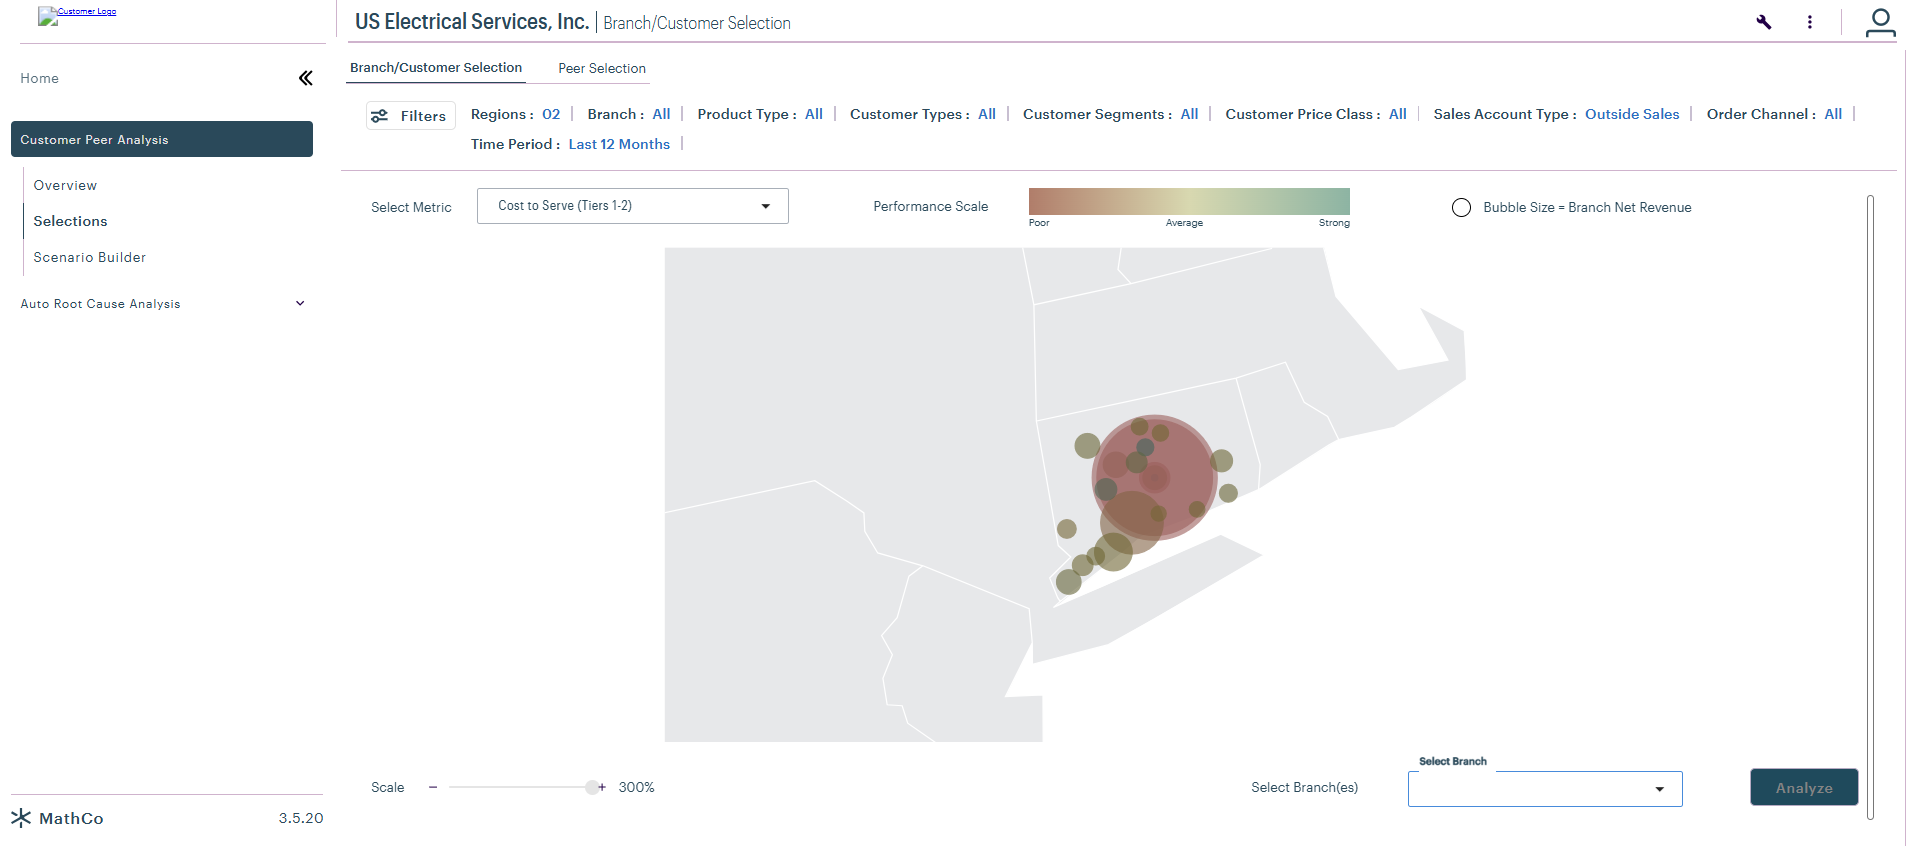 Customer Logo
US Electrical Services, Inc. | Branch/Customer Selection
Home
Branch/Customer Selection Peer Selection
Filters Regions : 02 | Branch : All | Product Type : All | Customer Types : All | Customer Segments : All | Customer Price Class : All | Sales Account Type : Outside Sales | Order Channel : All |
Time Period : Last 12 Months |
Customer Peer Analysis
Overview
Selections
Scenario Builder
Auto Root Cause Analysis
Select Metric Cost to Serve (Tiers 1-2) Performance Scale Bubble Size = Branch Net Revenue
Poor Average Strong
Select Branch
Scale − + 300% Select Branch(es) Analyze
MathCo 3.5.20